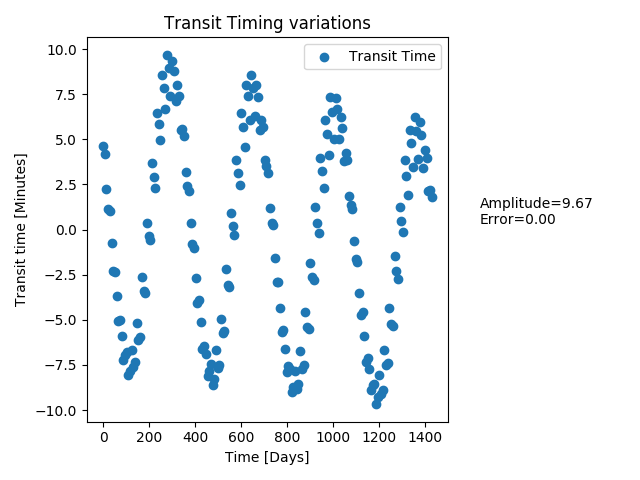 Transit Timing variations
Transit Time
10.0
7.5
5.0
2.5
0.0
−2.5
−5.0
−7.5
−10.0
Transit time [Minutes]
Amplitude=9.67
Error=0.00
0 200 400 600 800 1000 1200 1400
Time [Days]